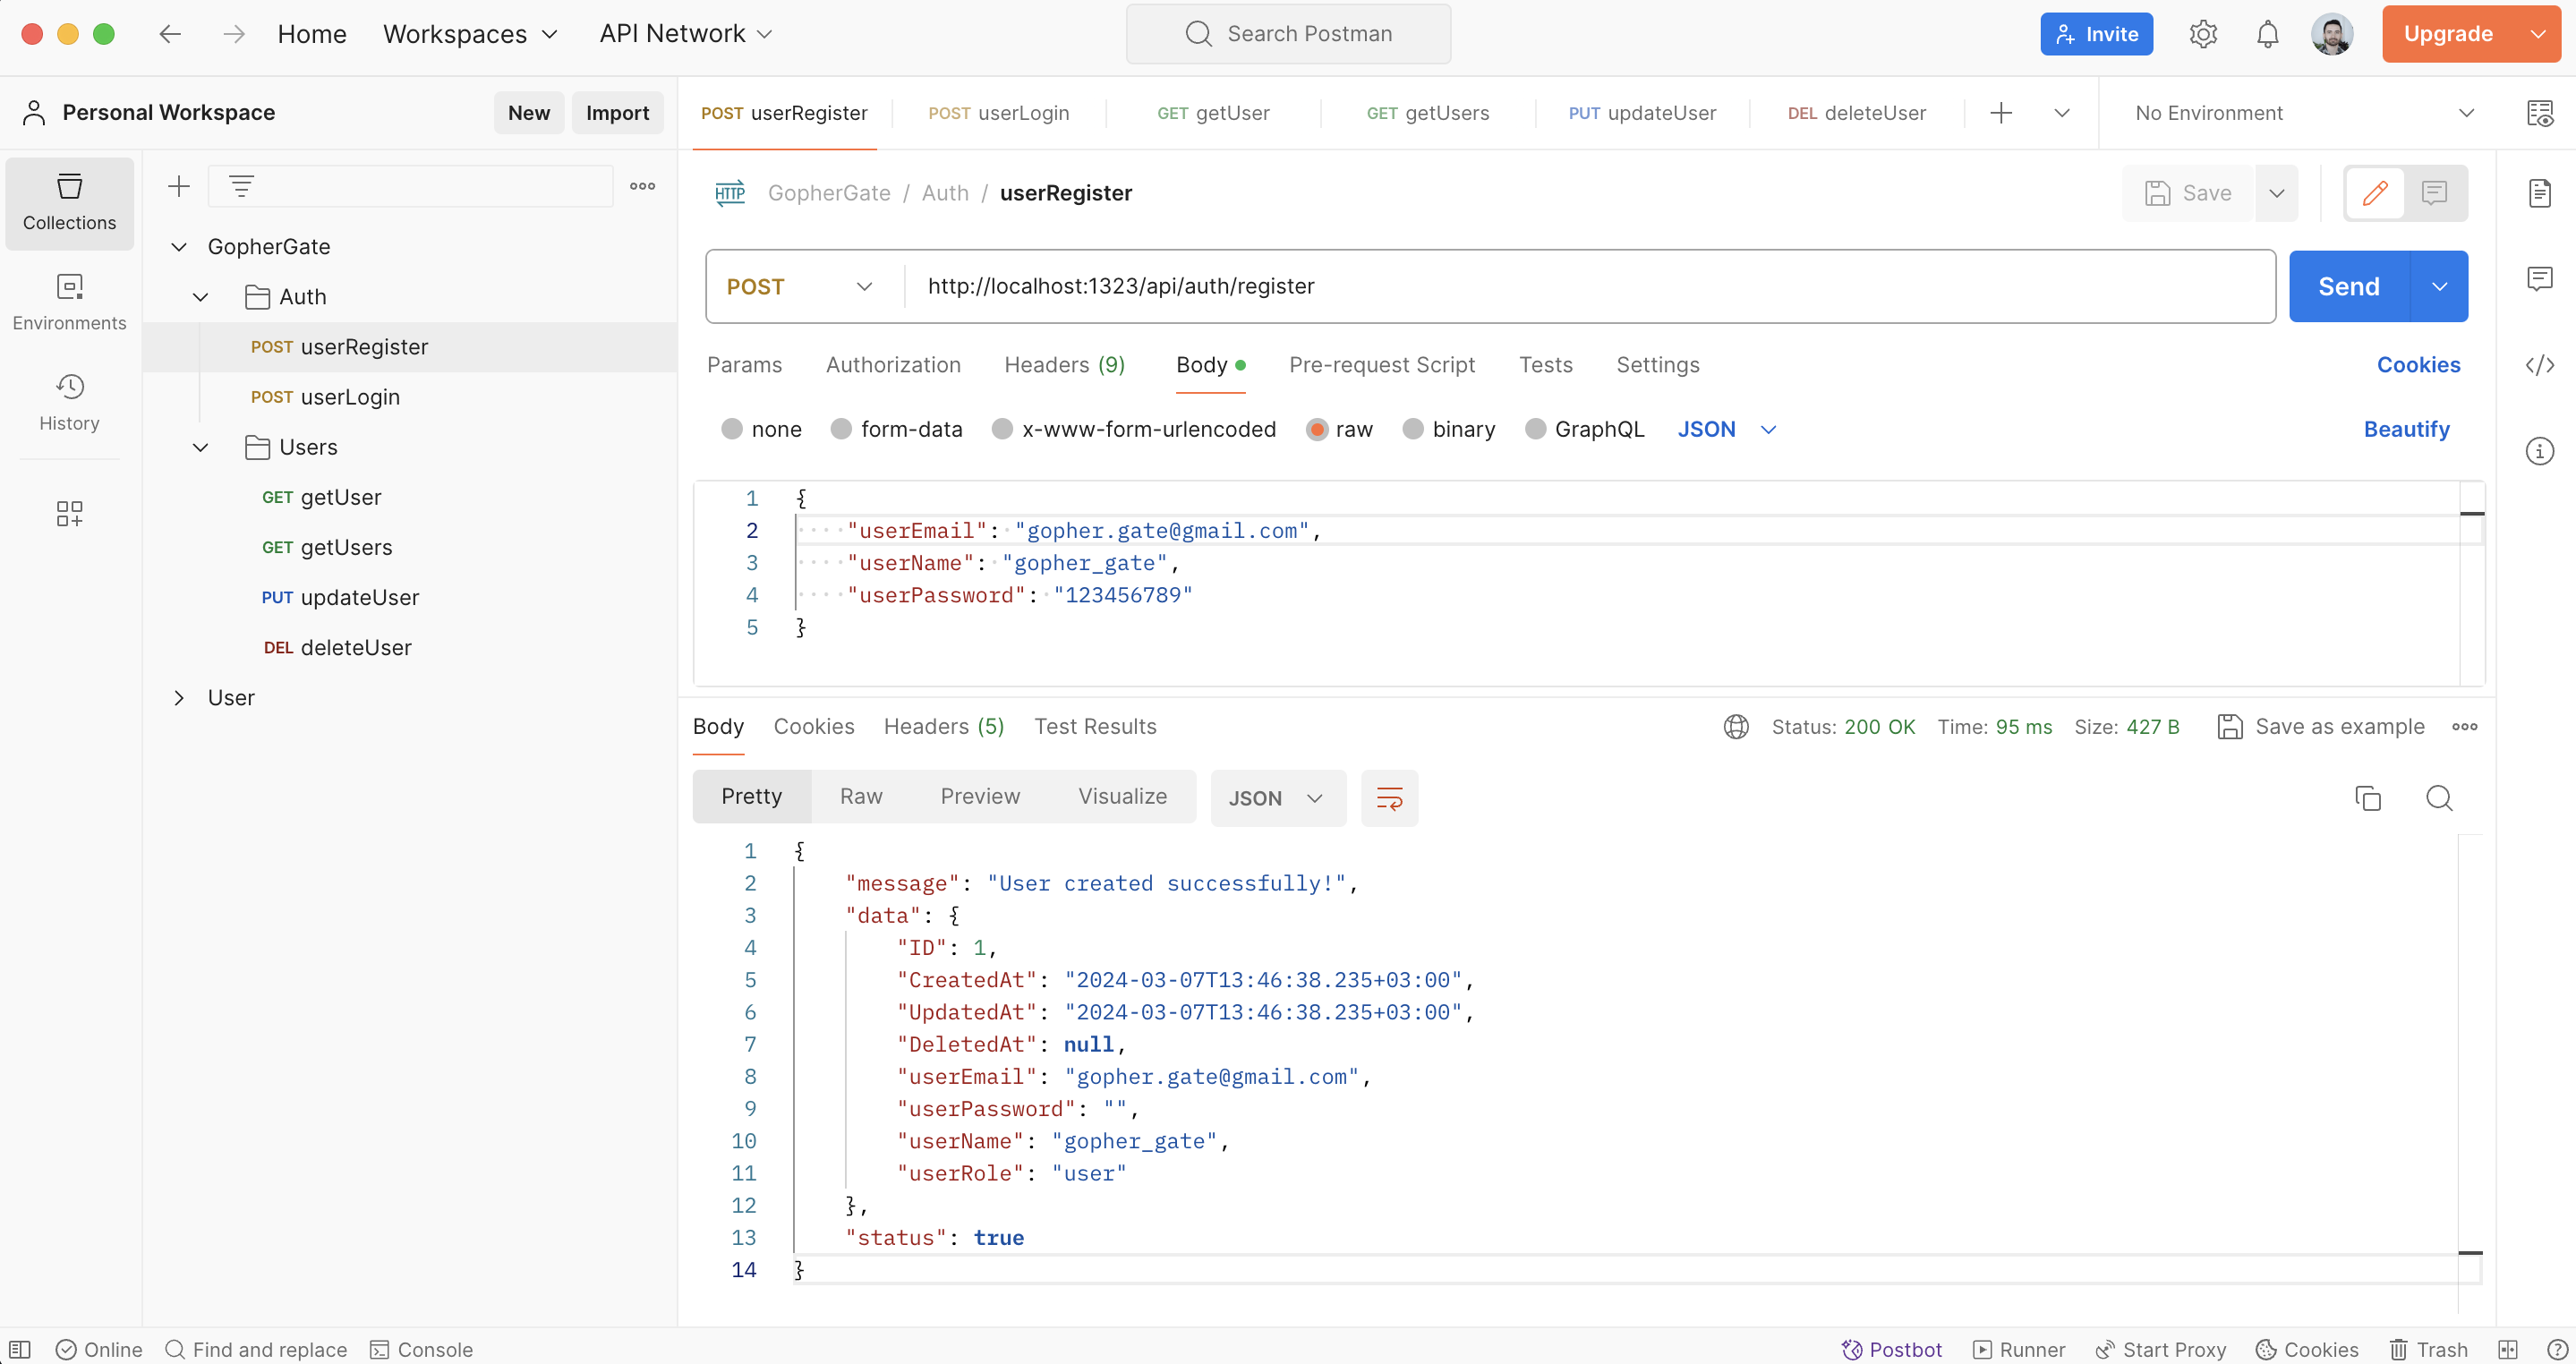 Home Workspaces API Network Search Postman Invite Upgrade
Personal Workspace New Import
POST userRegister POST userLogin GET getUser GET getUsers PUT updateUser DEL deleteUser No Environment
Collections
Environments
History
GopherGate
Auth
POST userRegister
POST userLogin
Users
GET getUser
GET getUsers
PUT updateUser
DEL deleteUser
User
HTTP GopherGate / Auth / userRegister Save
POST http://localhost:1323/api/auth/register Send
Params Authorization Headers (9) Body Pre-request Script Tests Settings Cookies
none form-data x-www-form-urlencoded raw binary GraphQL JSON Beautify
1 {
2 "userEmail": "gopher.gate@gmail.com",
3 "userName": "gopher_gate",
4 "userPassword": "123456789"
5 }
Body Cookies Headers (5) Test Results Status: 200 OK Time: 95 ms Size: 427 B Save as example
Pretty Raw Preview Visualize JSON
1 {
2 "message": "User created successfully!",
3 "data": {
4 "ID": 1,
5 "CreatedAt": "2024-03-07T13:46:38.235+03:00",
6 "UpdatedAt": "2024-03-07T13:46:38.235+03:00",
7 "DeletedAt": null,
8 "userEmail": "gopher.gate@gmail.com",
9 "userPassword": "",
10 "userName": "gopher_gate",
11 "userRole": "user"
12 },
13 "status": true
14 }
Online Find and replace Console Postbot Runner Start Proxy Cookies Trash